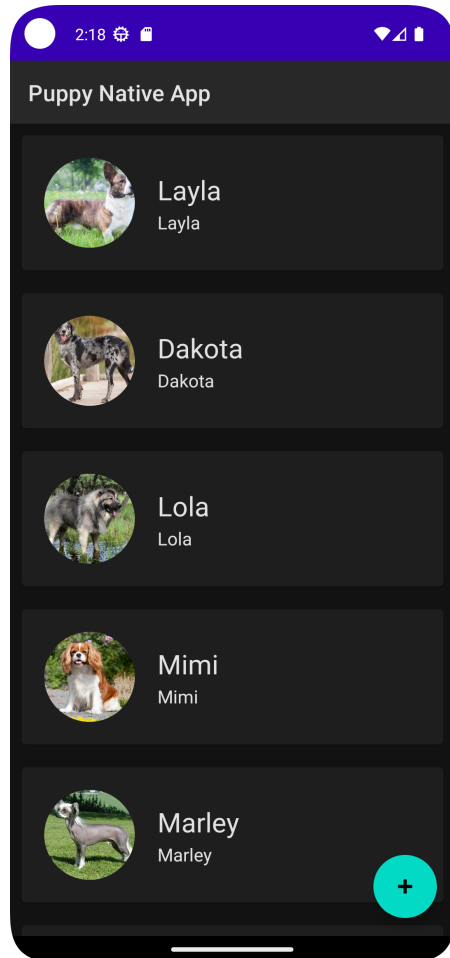 2:18
Puppy Native App
Layla
Layla
Dakota
Dakota
Lola
Lola
Mimi
Mimi
Marley
Marley
+